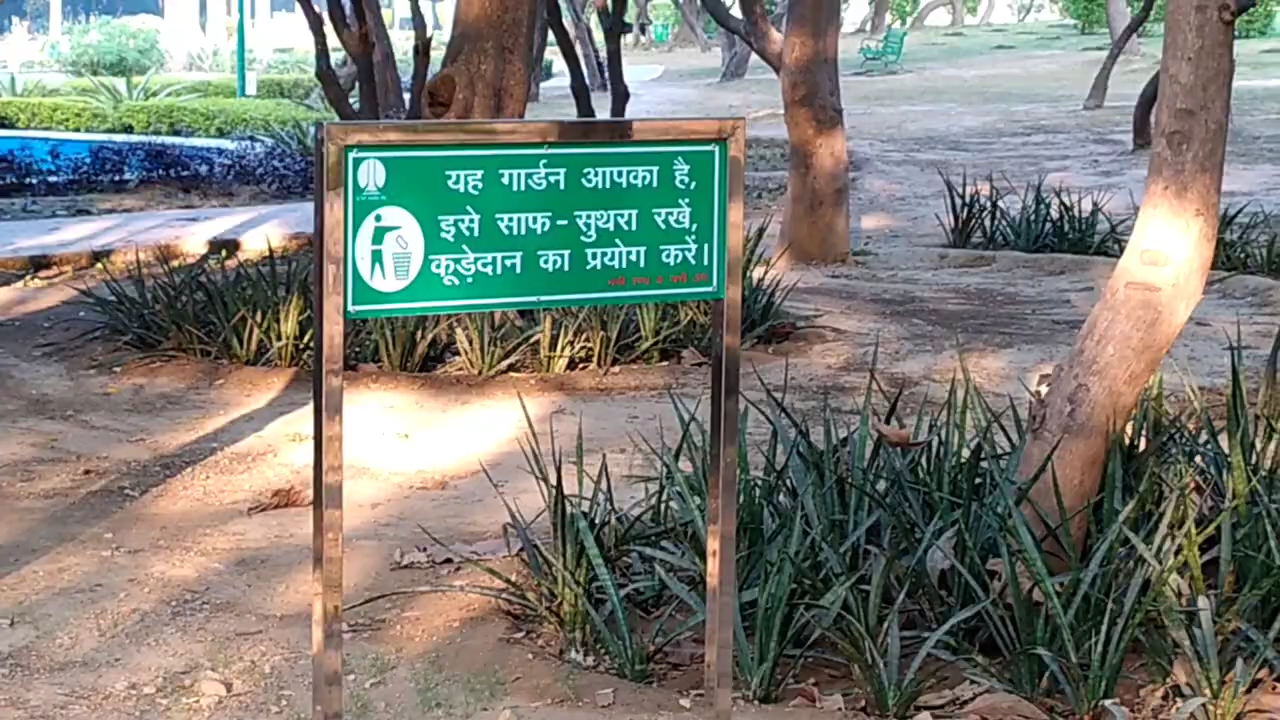 यह गार्डन आपका है,
इसे साफ-सुथरा रखें,
कूड़ेदान का प्रयोग करें।